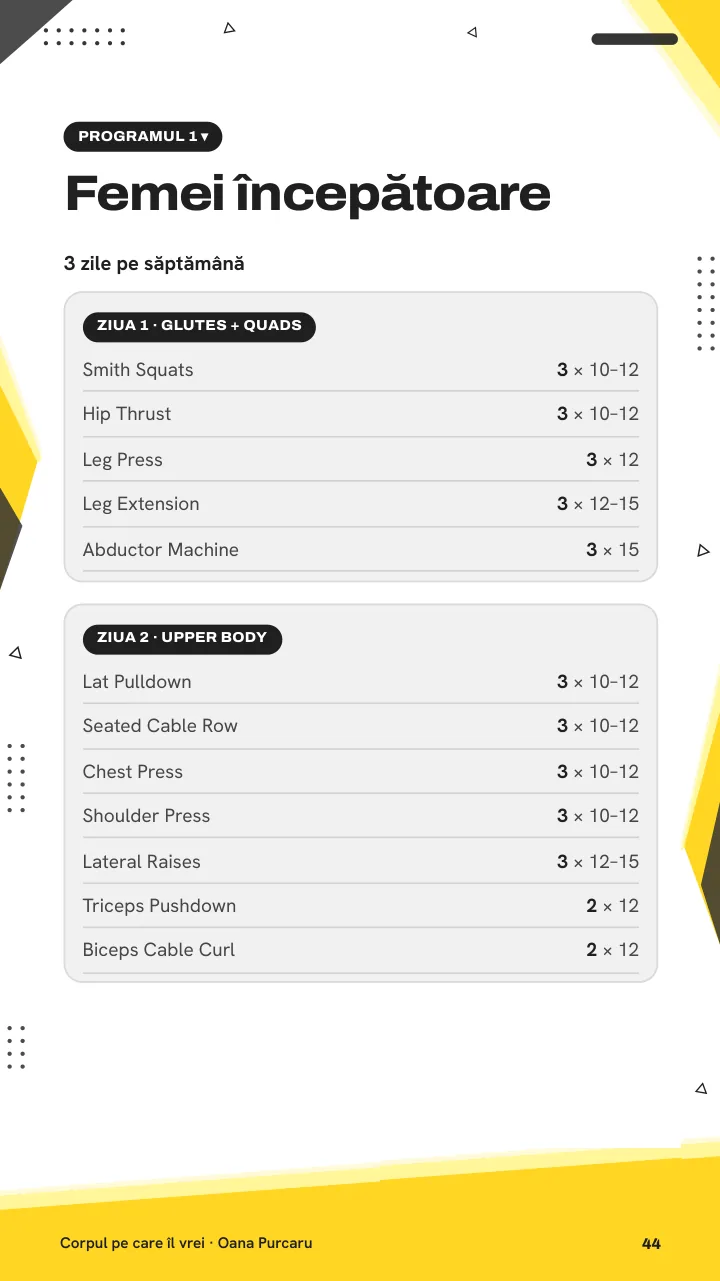 PROGRAMUL 1 ▾
Femei începătoare
3 zile pe săptămână
ZIUA 1 · GLUTES + QUADS
Smith Squats 3 × 10–12
Hip Thrust 3 × 10–12
Leg Press 3 × 12
Leg Extension 3 × 12–15
Abductor Machine 3 × 15
ZIUA 2 · UPPER BODY
Lat Pulldown 3 × 10–12
Seated Cable Row 3 × 10–12
Chest Press 3 × 10–12
Shoulder Press 3 × 10–12
Lateral Raises 3 × 12–15
Triceps Pushdown 2 × 12
Biceps Cable Curl 2 × 12
Corpul pe care îl vrei · Oana Purcaru 44